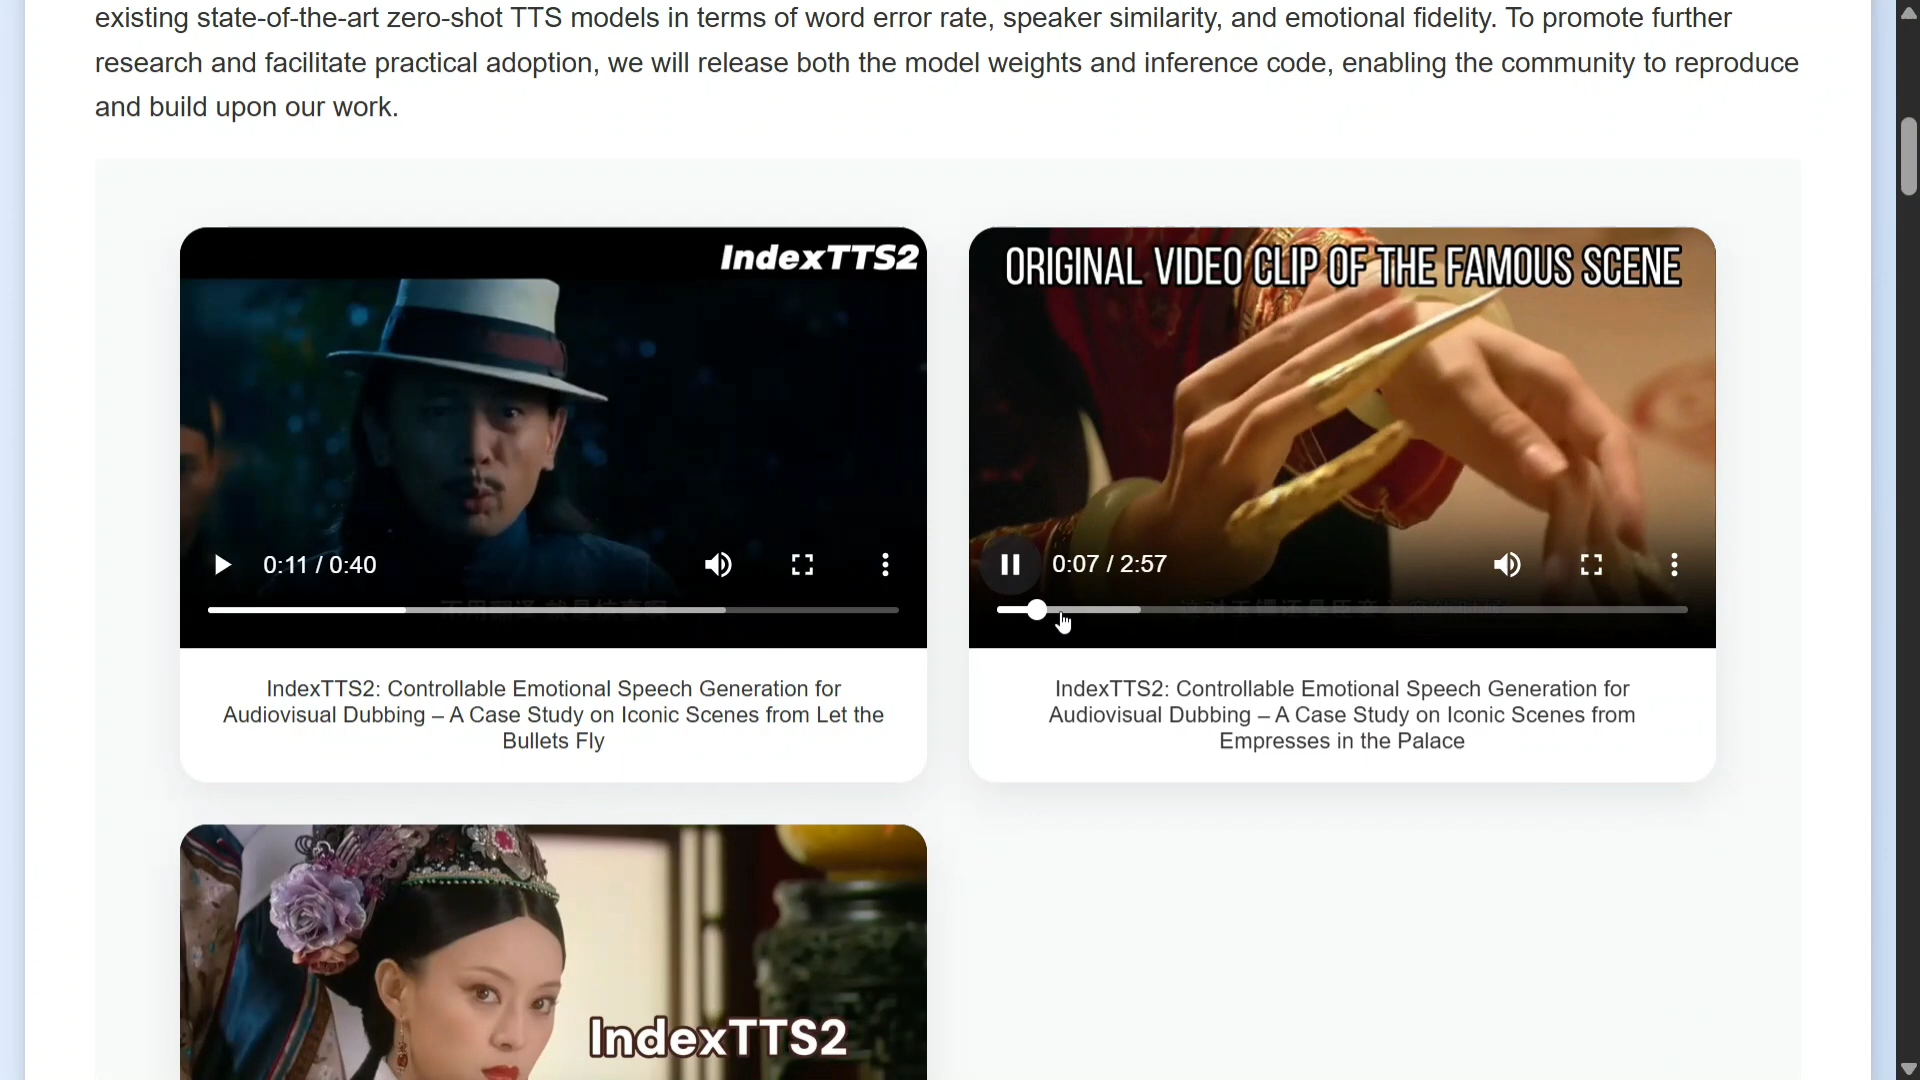 existing state-of-the-art zero-shot TTS models in terms of word error rate, speaker similarity, and emotional fidelity. To promote further
research and facilitate practical adoption, we will release both the model weights and inference code, enabling the community to reproduce
and build upon our work.
IndexTTS2
0:11 / 0:40
IndexTTS2: Controllable Emotional Speech Generation for
Audiovisual Dubbing – A Case Study on Iconic Scenes from Let the
Bullets Fly
ORIGINAL VIDEO CLIP OF THE FAMOUS SCENE
0:07 / 2:57
IndexTTS2: Controllable Emotional Speech Generation for
Audiovisual Dubbing – A Case Study on Iconic Scenes from
Empresses in the Palace
IndexTTS2